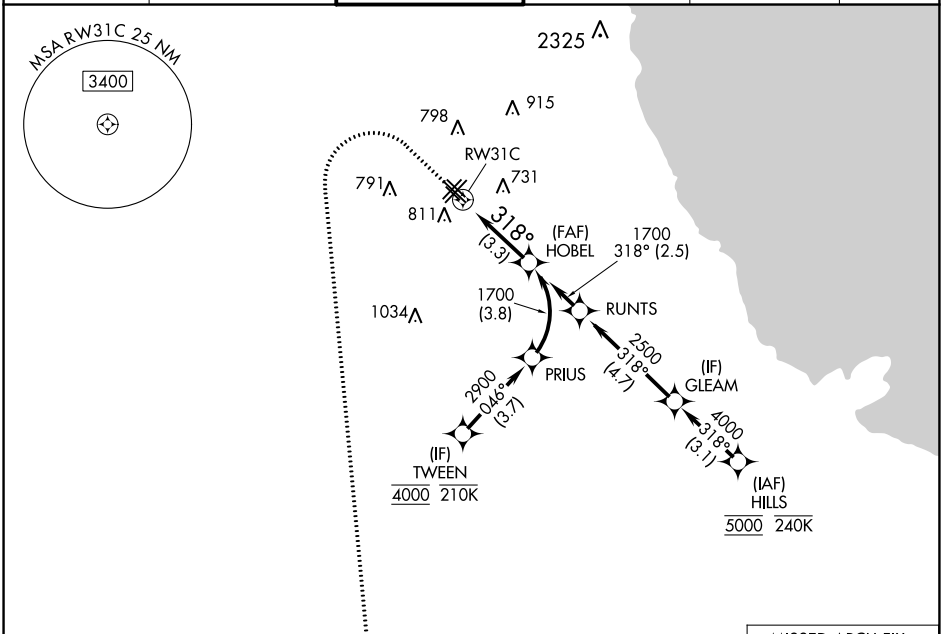 MSA RW31C 25 NM
3400
2325
915
798
RW31C
731
791
811
318°
(3.3)
(FAF)
HOBEL
1700
318° (2.5)
1700
(3.8)
RUNTS
1034
2500
318°
(4.7)
PRIUS
(IF)
GLEAM
2900
046°
(3.7)
4000
318°
(3.1)
(IF)
TWEEN
4000 210K
(IAF)
HILLS
5000 240K